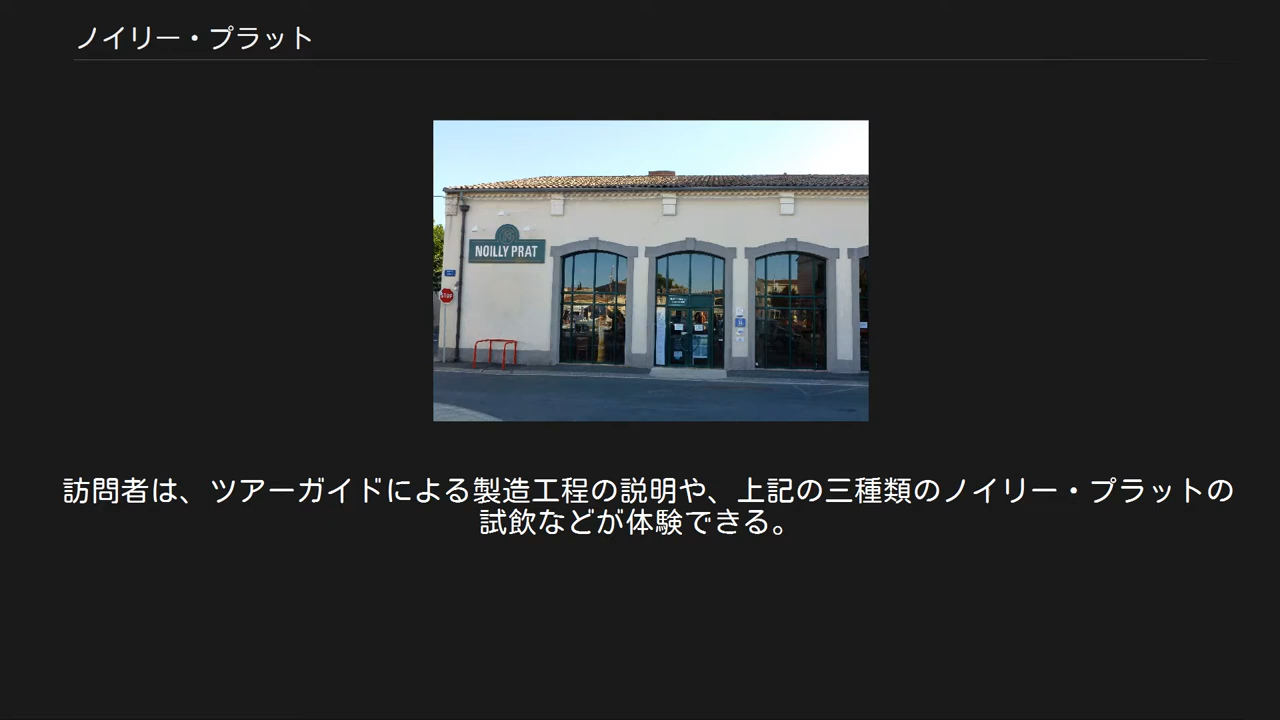 ノイリー・プラット
NOILLY PRAT
STOP
訪問者は、ツアーガイドによる製造工程の説明や、上記の三種類のノイリー・プラットの
試飲などが体験できる。